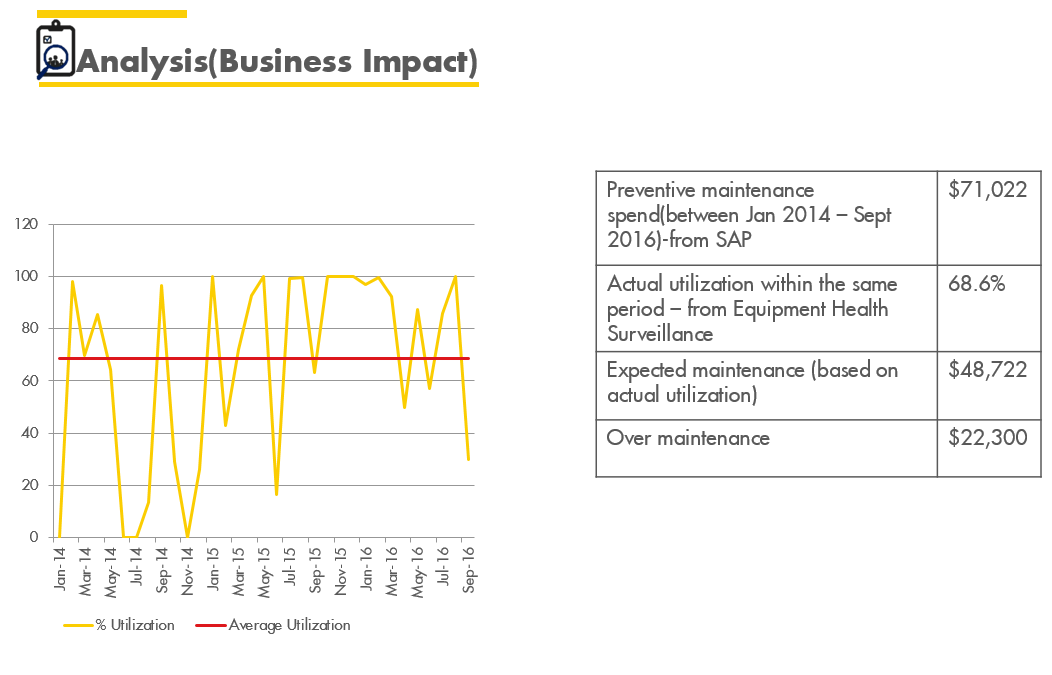 Analysis(Business Impact)
120
100
80
60
40
20
0
Jan-14
Mar-14
May-14
Jul-14
Sep-14
Nov-14
Jan-15
Mar-15
May-15
Jul-15
Sep-15
Nov-15
Jan-16
Mar-16
May-16
Jul-16
Sep-16
% Utilization
Average Utilization
Preventive maintenance
spend(between Jan 2014 – Sept
2016)-from SAP
$71,022
Actual utilization within the same
period – from Equipment Health
Surveillance
68.6%
Expected maintenance (based on
actual utilization)
$48,722
Over maintenance
$22,300